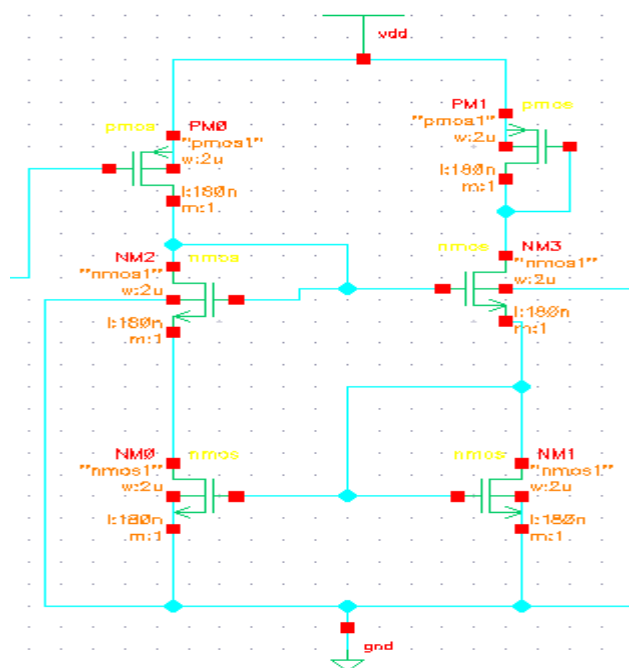 vdd
pmos
PM0
"pmos1"
w:2u
l:180n
m:1
PM1
pmos
"pmos1"
w:2u
l:180n
m:1
NM2
nmos
"nmos1"
w:2u
l:180n
m:1
nmos
NM3
"nmos1"
w:2u
l:180n
m:1
NM0
nmos
"nmos1"
w:2u
l:180n
m:1
nmos
NM1
"nmos1"
w:2u
l:180n
m:1
gnd